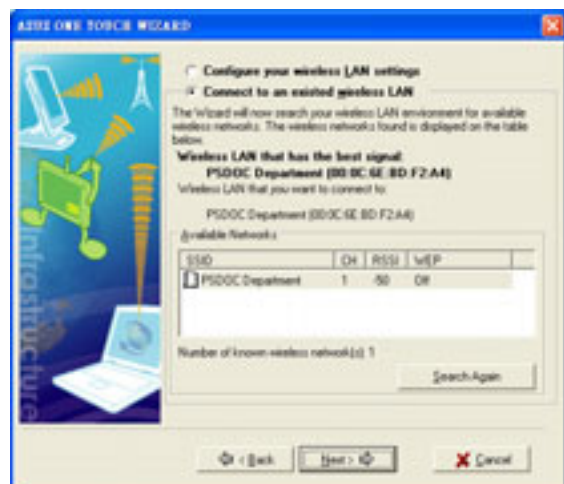 ASUS ONE TOUCH WIZARD
Configure your wireless LAN settings
Connect to an existed wireless LAN
The Wizard will now search your wireless LAN environment for available
wireless networks. The wireless networks found is displayed on the table
below.
Wireless LAN that has the best signal:
PSDOC Department (00:0C:6E:BD:F2:A4)
Wireless LAN that you want to connect to:
PSDOC Department (00:0C:6E:BD:F2:A4)
Available Networks
SSID CH RSSI WEP
PSDOC Department 1 -50 Off
Number of known wireless network(s): 1
Search Again
< Back Next > Cancel
Infrastructure